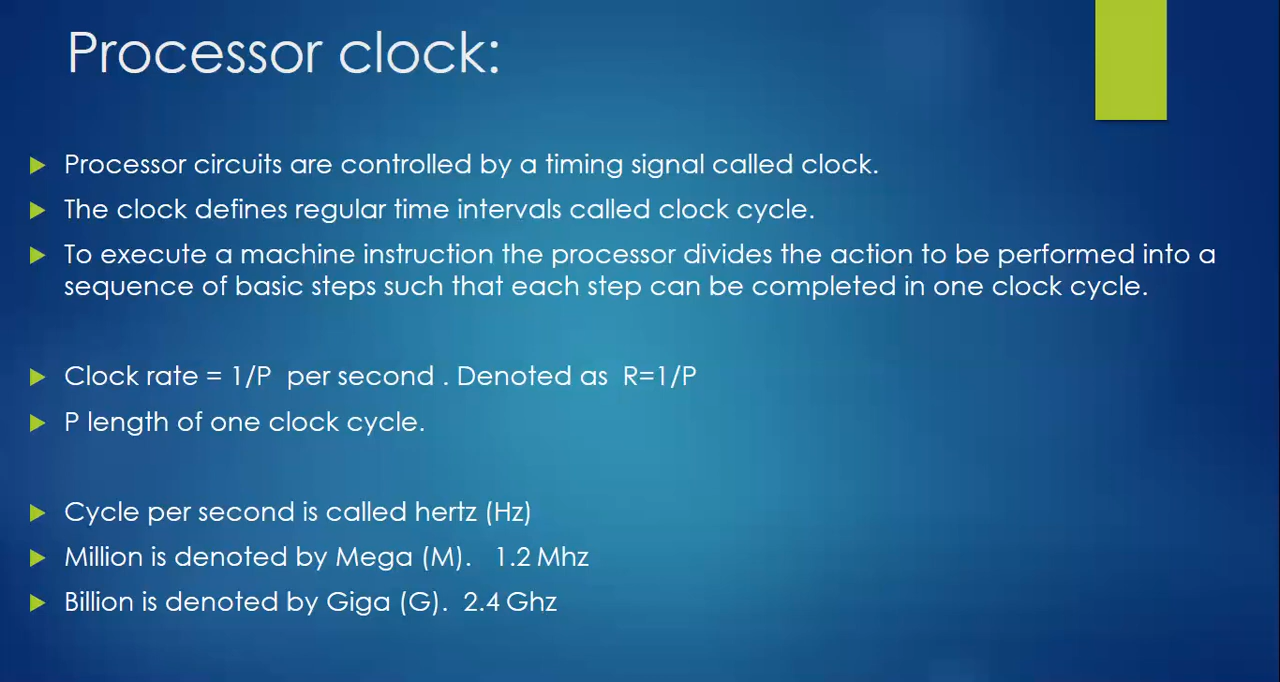 Processor clock:
Processor circuits are controlled by a timing signal called clock.
The clock defines regular time intervals called clock cycle.
To execute a machine instruction the processor divides the action to be performed into a
sequence of basic steps such that each step can be completed in one clock cycle.
Clock rate = 1/P  per second . Denoted as  R=1/P
P length of one clock cycle.
Cycle per second is called hertz (Hz)
Million is denoted by Mega (M).   1.2 Mhz
Billion is denoted by Giga (G).  2.4 Ghz